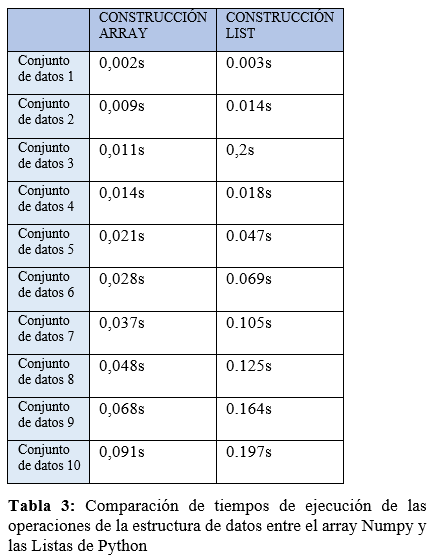 CONSTRUCCIÓN ARRAY
CONSTRUCCIÓN LIST
Conjunto de datos 1 0,002s 0.003s
Conjunto de datos 2 0,009s 0.014s
Conjunto de datos 3 0,011s 0,2s
Conjunto de datos 4 0,014s 0.018s
Conjunto de datos 5 0,021s 0.047s
Conjunto de datos 6 0,028s 0.069s
Conjunto de datos 7 0,037s 0.105s
Conjunto de datos 8 0,048s 0.125s
Conjunto de datos 9 0,068s 0.164s
Conjunto de datos 10 0,091s 0.197s
Tabla 3: Comparación de tiempos de ejecución de las
operaciones de la estructura de datos entre el array Numpy y
las Listas de Python